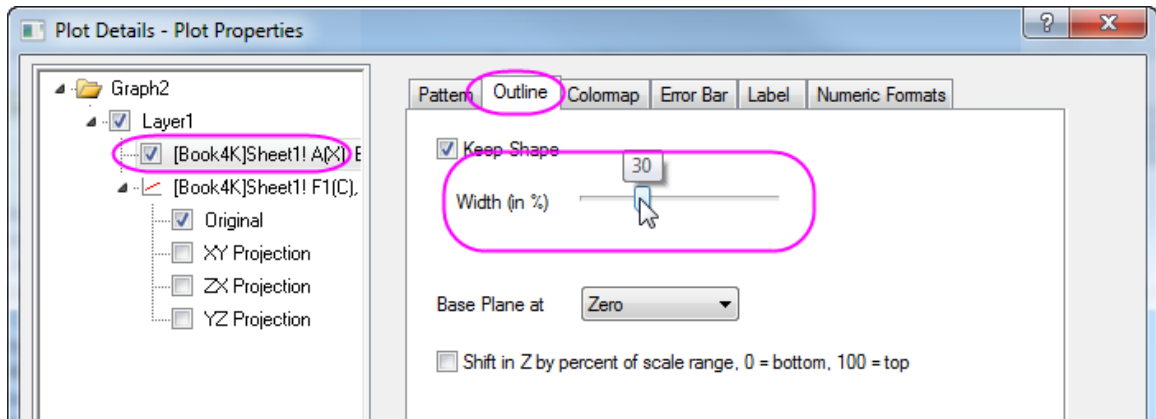 Plot Details - Plot Properties
?
X
Graph2
Layer1
[Book4K]Sheet1! A(X)
[Book4K]Sheet1! F1(C),
Original
XY Projection
ZX Projection
YZ Projection
Pattern Outline Colormap Error Bar Label Numeric Formats
Keep Shape
30
Width (in %)
Base Plane at Zero
Shift in Z by percent of scale range, 0 = bottom, 100 = top